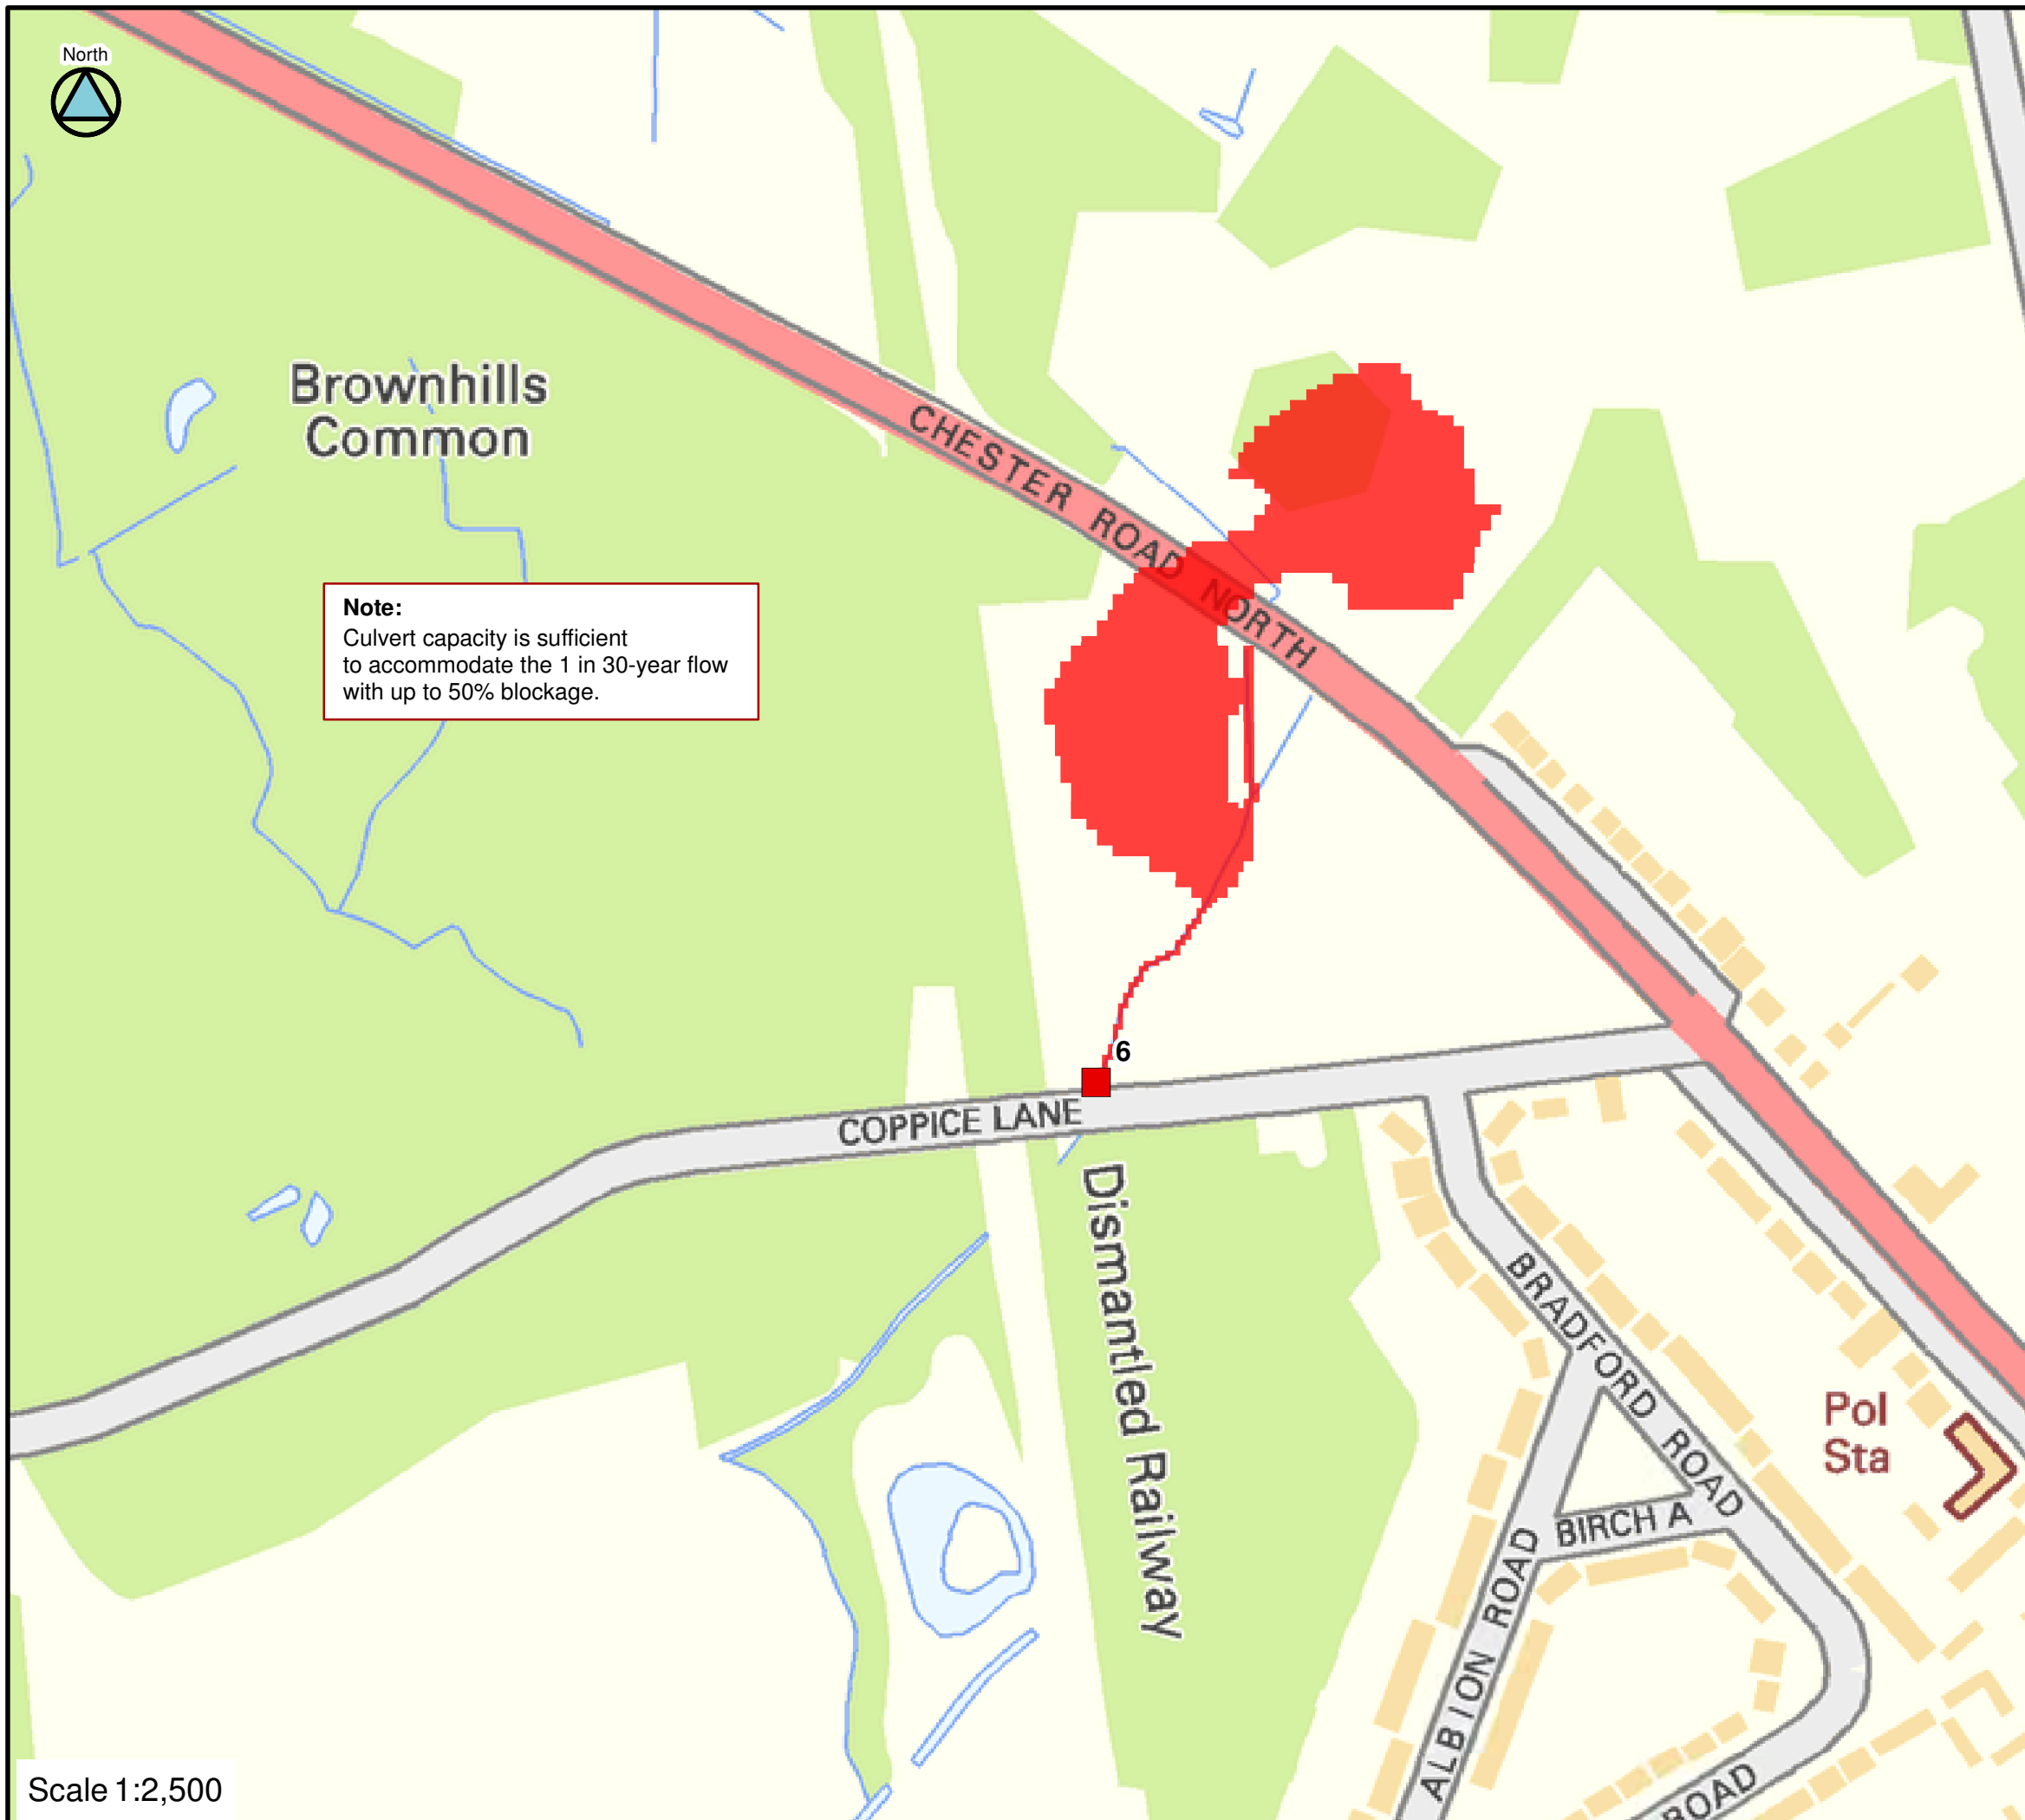 North
Brownhills
Common
CHESTER ROAD NORTH
Note:
Culvert capacity is sufficient
to accommodate the 1 in 30-year flow
with up to 50% blockage.
6
COPPICE LANE
Dismantled Railway
BRADFORD ROAD
Pol
Sta
BIRCH A
ALBION ROAD
ROAD
Scale 1:2,500